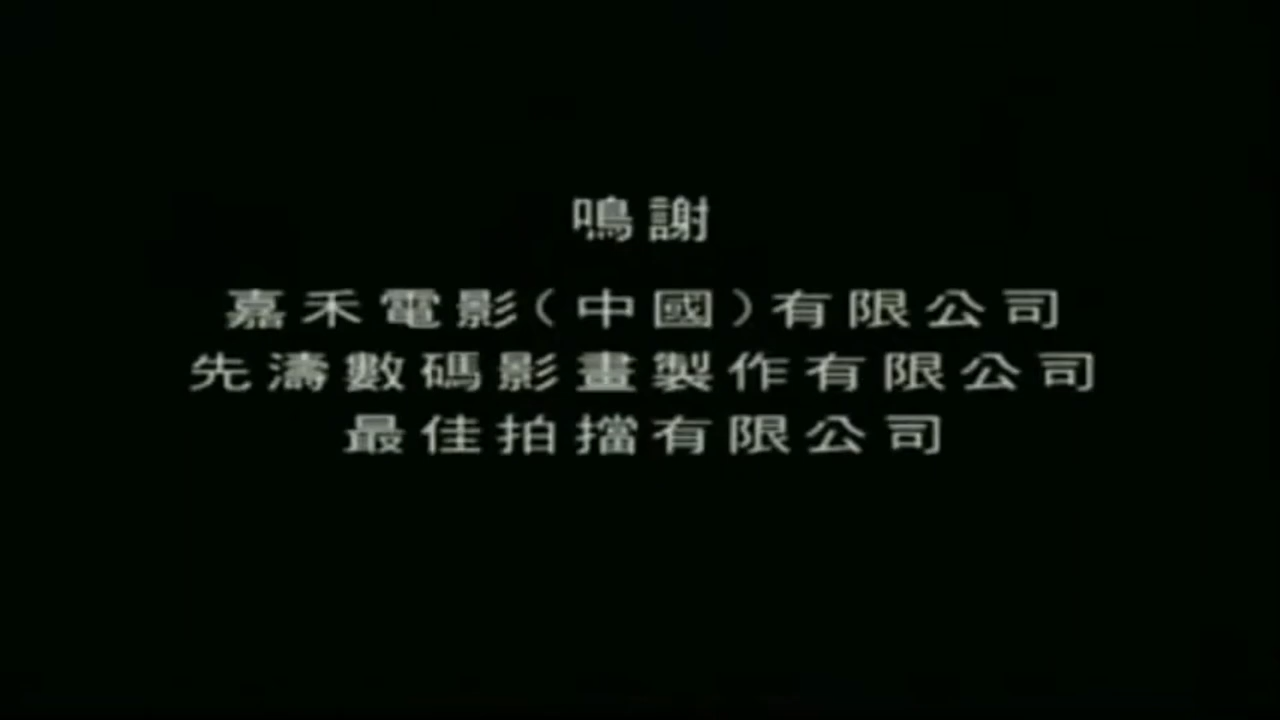 鳴謝
嘉禾電影(中國)有限公司
先濤數碼影畫製作有限公司
最佳拍擋有限公司